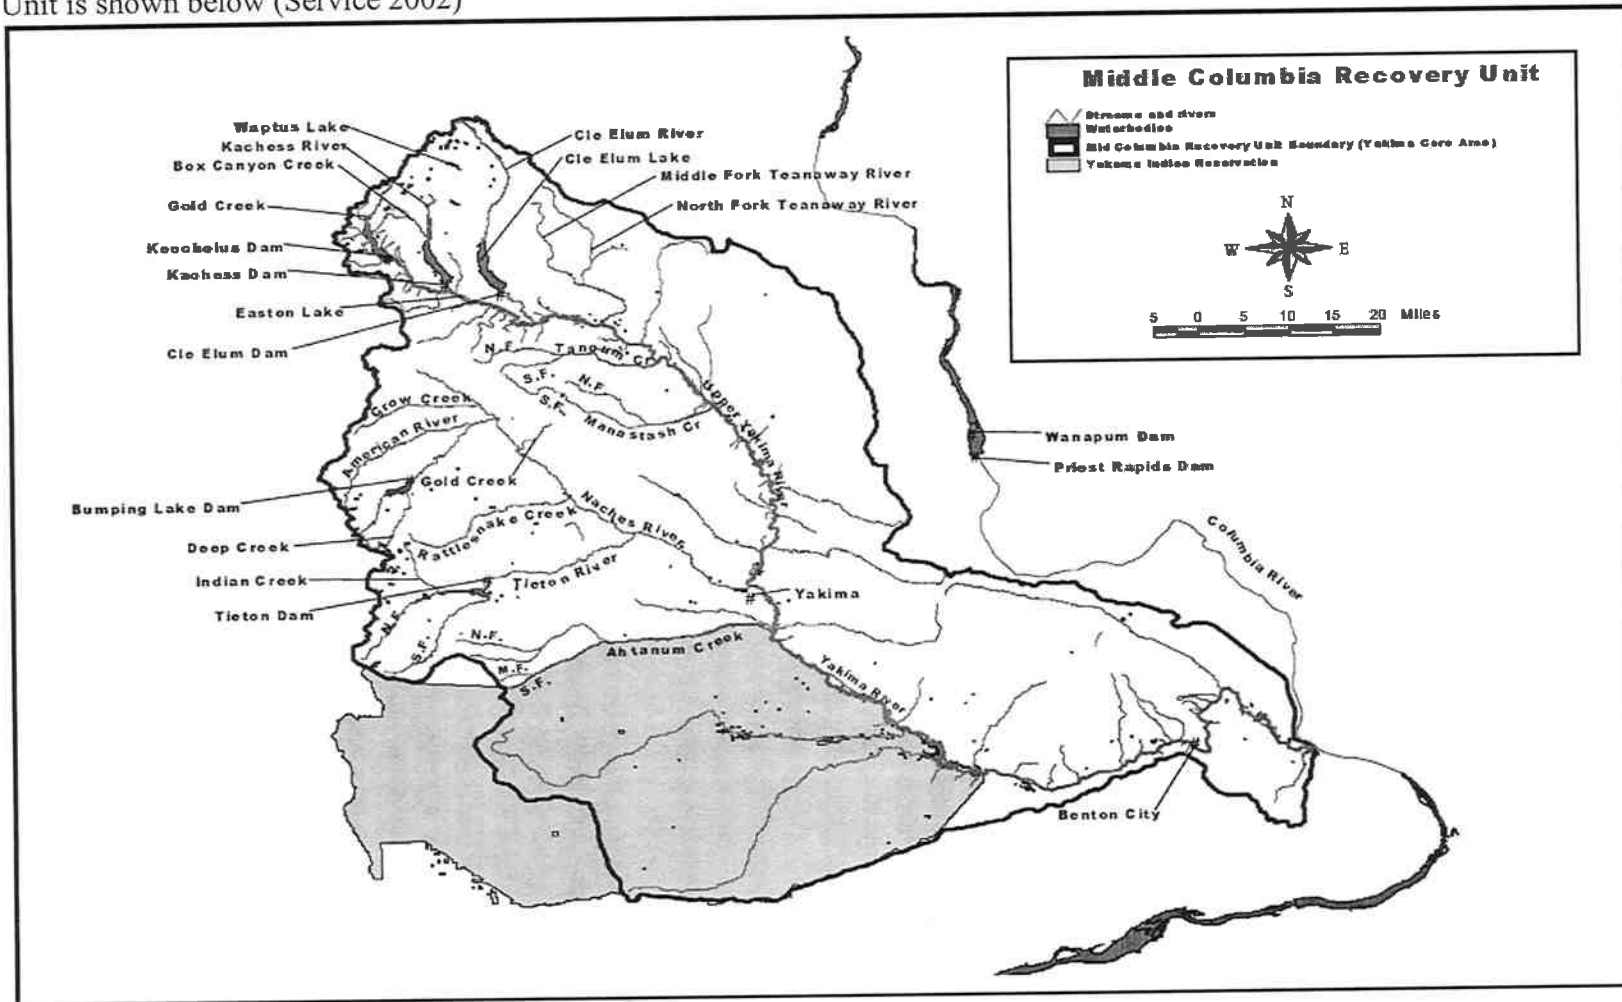 Unit is shown below (Service 2002)
Middle Columbia Recovery Unit
Streams and rivers
Waterbodies
Mid Columbia Recovery Unit Boundary (Yakima Core Area)
Yakama Indian Reservation
N
W
E
S
5 0 5 10 15 20 Miles
Waptus Lake
Kachess River
Box Canyon Creek
Gold Creek
Keechelus Dam
Kachess Dam
Easton Lake
Cle Elum Dam
Cle Elum River
Cle Elum Lake
Middle Fork Teanaway River
North Fork Teanaway River
N.F. Taneum Cr
S.F.
N.F.
S.F.
Manastash Cr
Upper Yakima River
Crow Creek
American River
Gold Creek
Bumping Lake Dam
Deep Creek
Rattlesnake Creek
Naches River
Indian Creek
Tieton River
Tieton Dam
N.F.
S.F.
Yakima
N.F.
M.F.
S.F.
Ahtanum Creek
Yakima River
Wanapum Dam
Priest Rapids Dam
Columbia River
Benton City